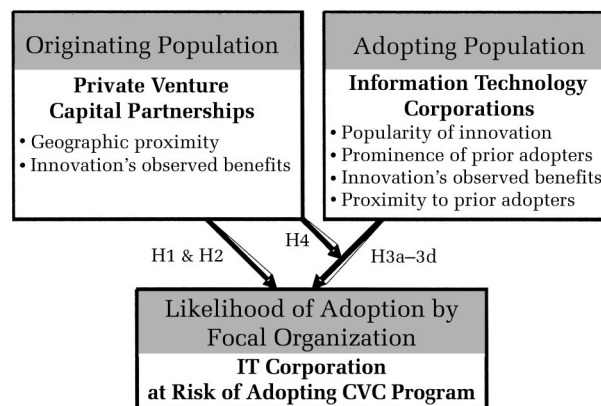 Originating Population
Private Venture
Capital Partnerships
• Geographic proximity
• Innovation's observed benefits
Adopting Population
Information Technology
Corporations
• Popularity of innovation
• Prominence of prior adopters
• Innovation's observed benefits
• Proximity to prior adopters
H1 & H2
H4
H3a–3d
Likelihood of Adoption by
Focal Organization
IT Corporation
at Risk of Adopting CVC Program